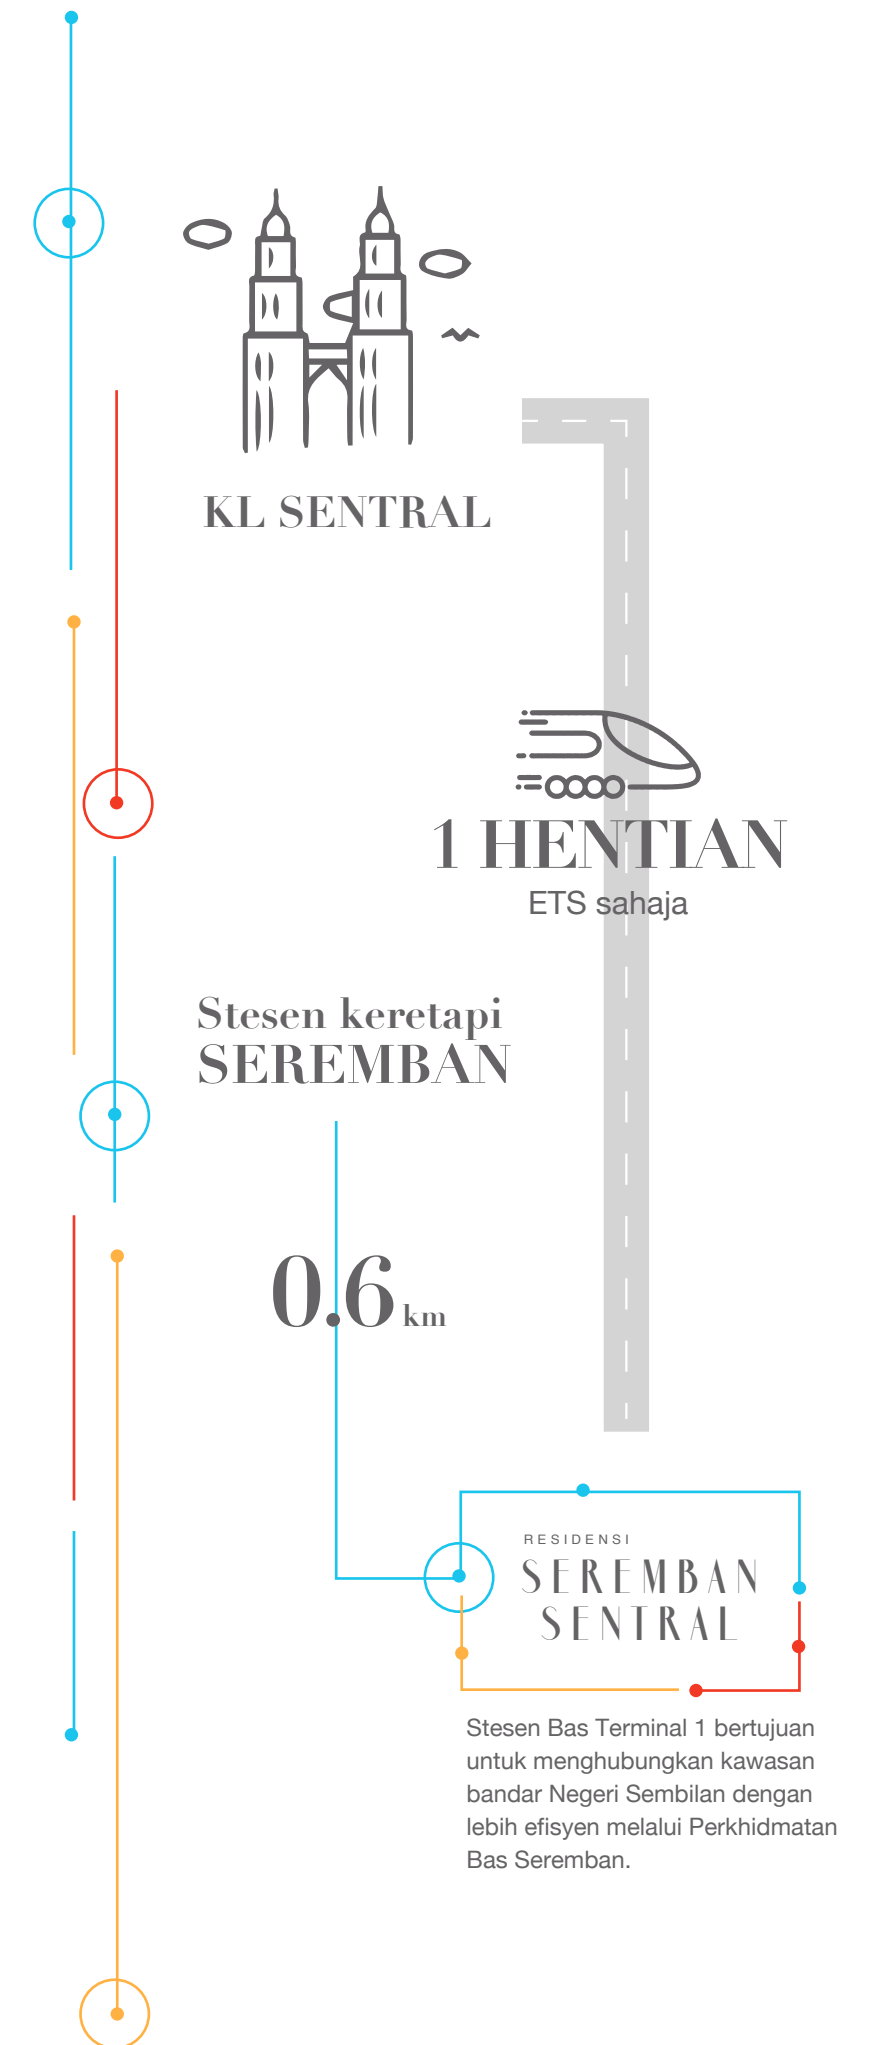 KL SENTRAL
1 HENTIAN
ETS sahaja
Stesen keretapi
SEREMBAN
0.6 km
RESIDENSI
SEREMBAN
SENTRAL
Stesen Bas Terminal 1 bertujuan
untuk menghubungkan kawasan
bandar Negeri Sembilan dengan
lebih efisyen melalui Perkhidmatan
Bas Seremban.